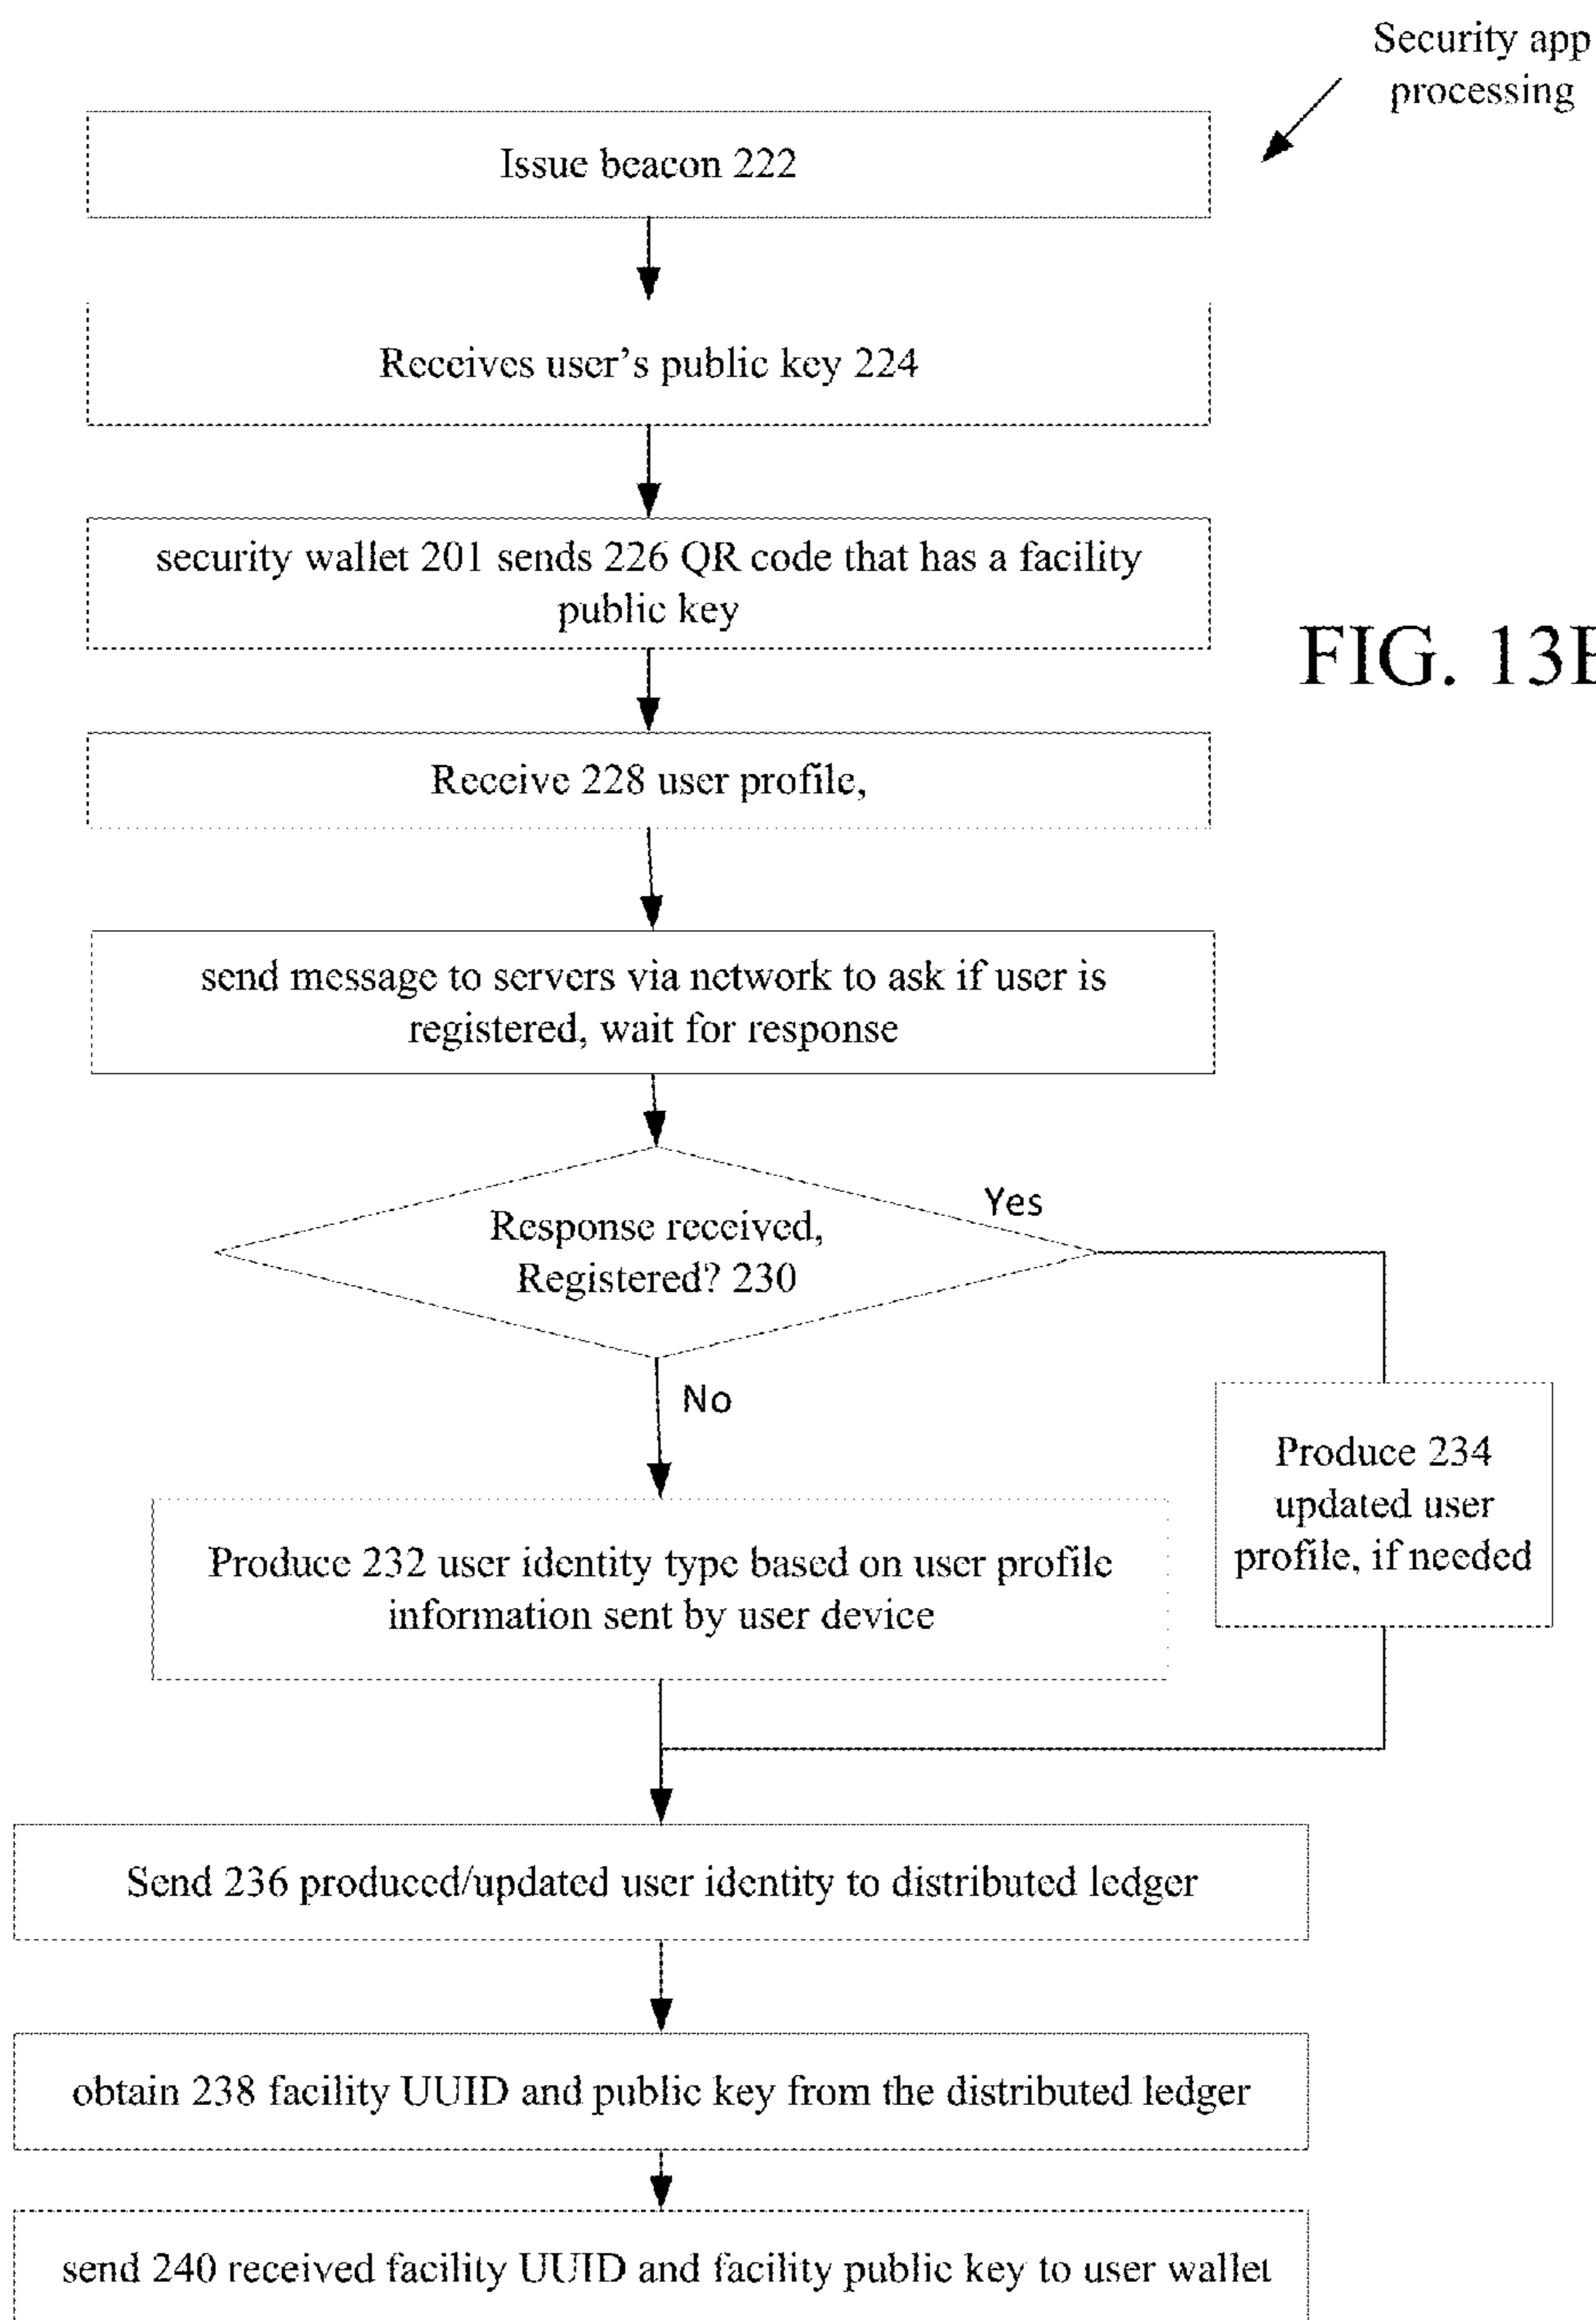 Security app
processing
Issue beacon 222
Receives user's public key 224
security wallet 201 sends 226 QR code that has a facility
public key
FIG. 13
Receive 228 user profile,
send message to servers via network to ask if user is
registered, wait for response
Response received,
Registered? 230
Yes
No
Produce 234
updated user
profile, if needed
Produce 232 user identity type based on user profile
information sent by user device
Send 236 produced/updated user identity to distributed ledger
obtain 238 facility UUID and public key from the distributed ledger
send 240 received facility UUID and facility public key to user wallet